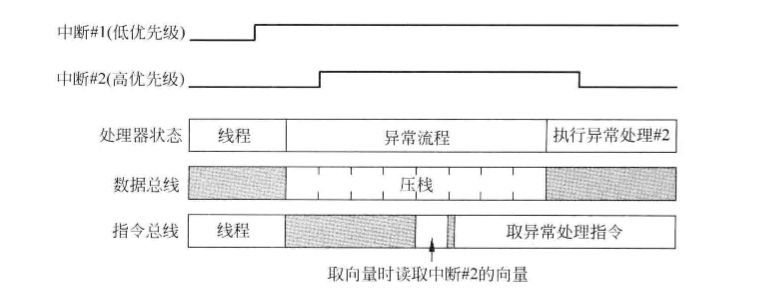 中断#1(低优先级)
中断#2(高优先级)
处理器状态 线程 异常流程 执行异常处理#2
数据总线 压栈
指令总线 线程 取异常处理指令
取向量时读取中断#2的向量